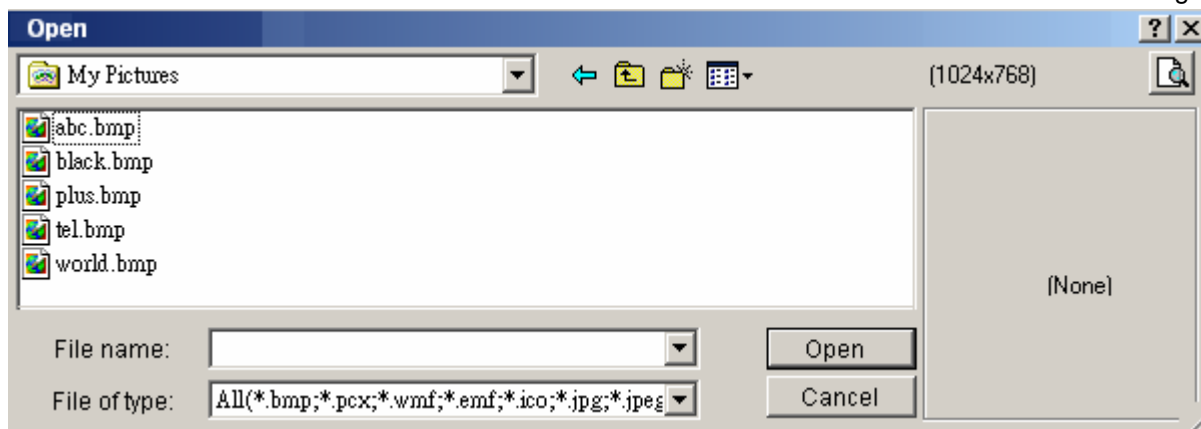 Open
My Pictures
(1024x768)
abc.bmp
black.bmp
plus.bmp
tel.bmp
world.bmp
(None)
File name:
Open
File of type:
All(*.bmp;*.pcx;*.wmf;*.emf;*.ico;*.jpg;*.jpeg
Cancel